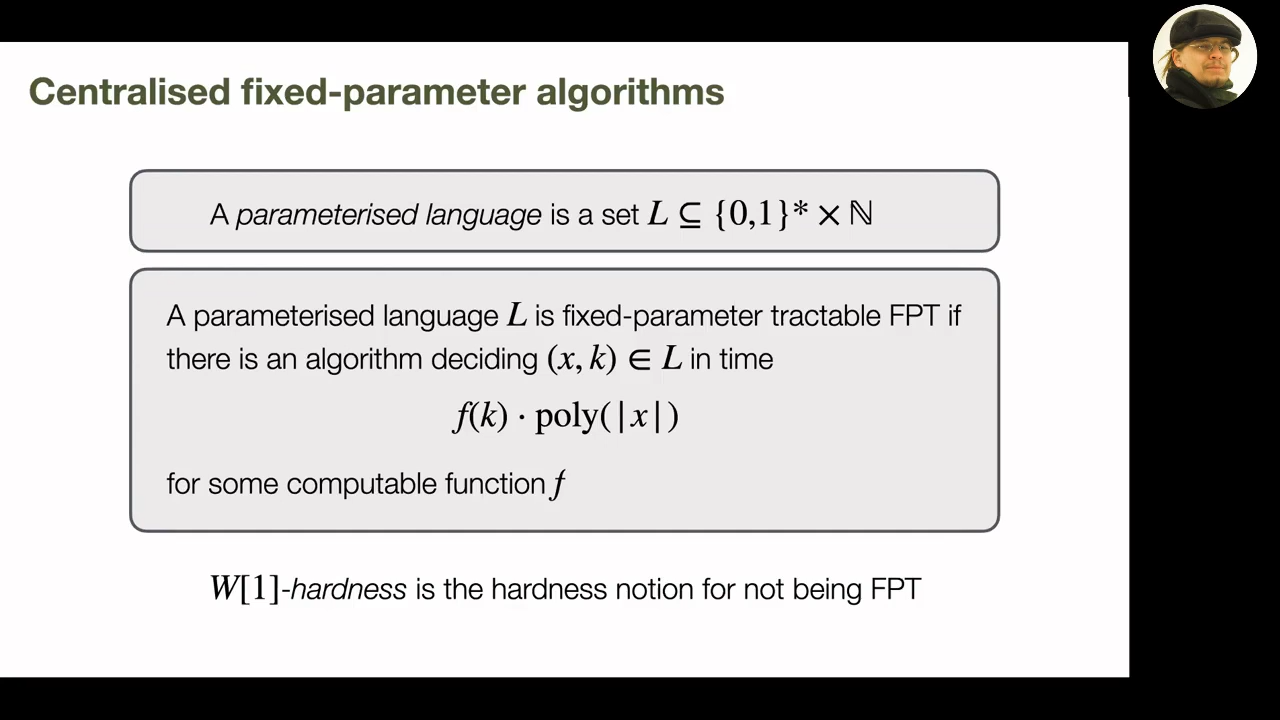 Centralised fixed-parameter algorithms
A parameterised language is a set L ⊆ {0,1}* × ℕ
A parameterised language L is fixed-parameter tractable FPT if
there is an algorithm deciding (x, k) ∈ L in time
f(k) · poly(|x|)
for some computable function f
W[1]-hardness is the hardness notion for not being FPT